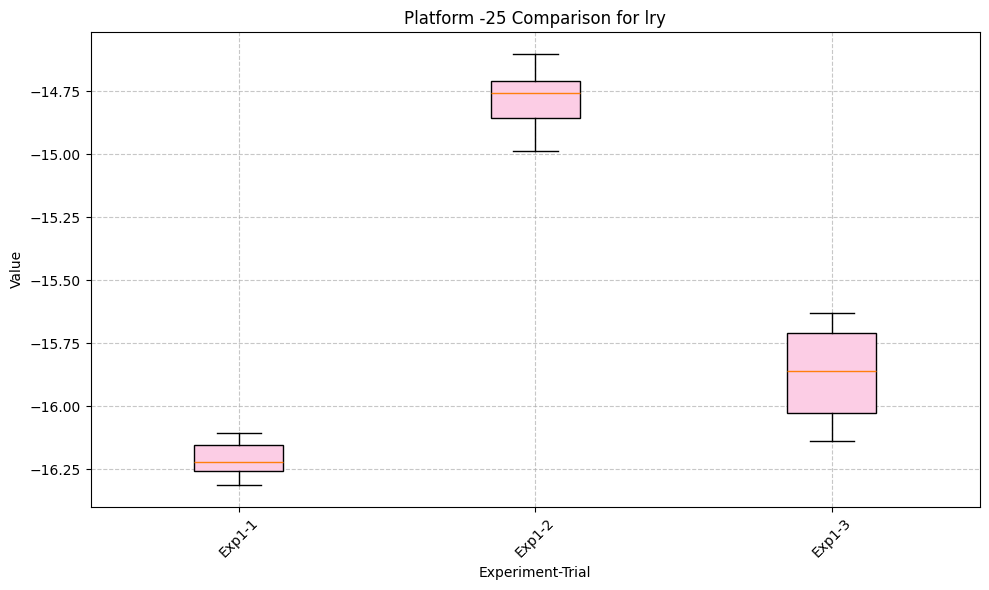 Platform -25 Comparison for lry
Value
−14.75
−15.00
−15.25
−15.50
−15.75
−16.00
−16.25
Exp1-1
Exp1-2
Exp1-3
Experiment-Trial